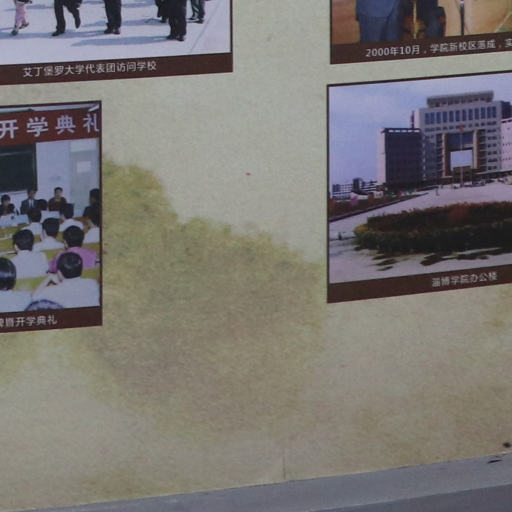 艾丁堡罗大学代表团访问学校
2000年10月，学院新校区落成，
开学典礼
暨开学典礼
淄博学院办公楼